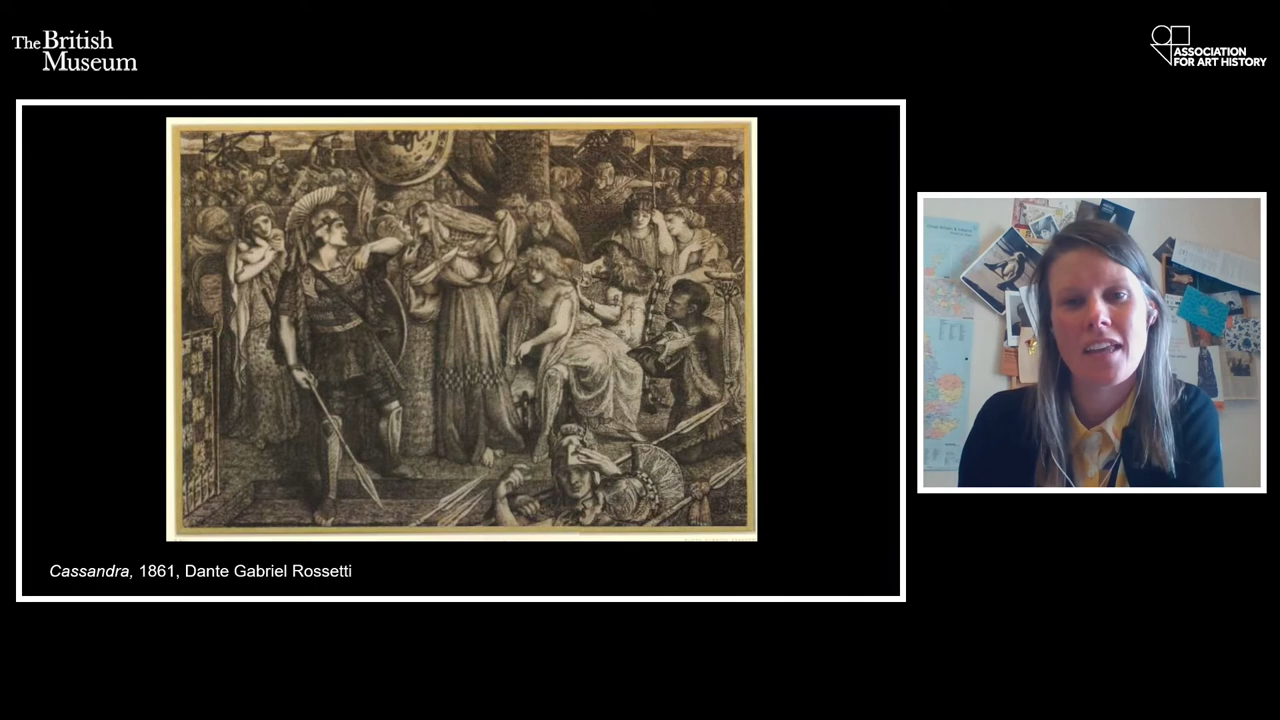 The British
Museum
ASSOCIATION
FOR ART HISTORY
Cassandra, 1861, Dante Gabriel Rossetti